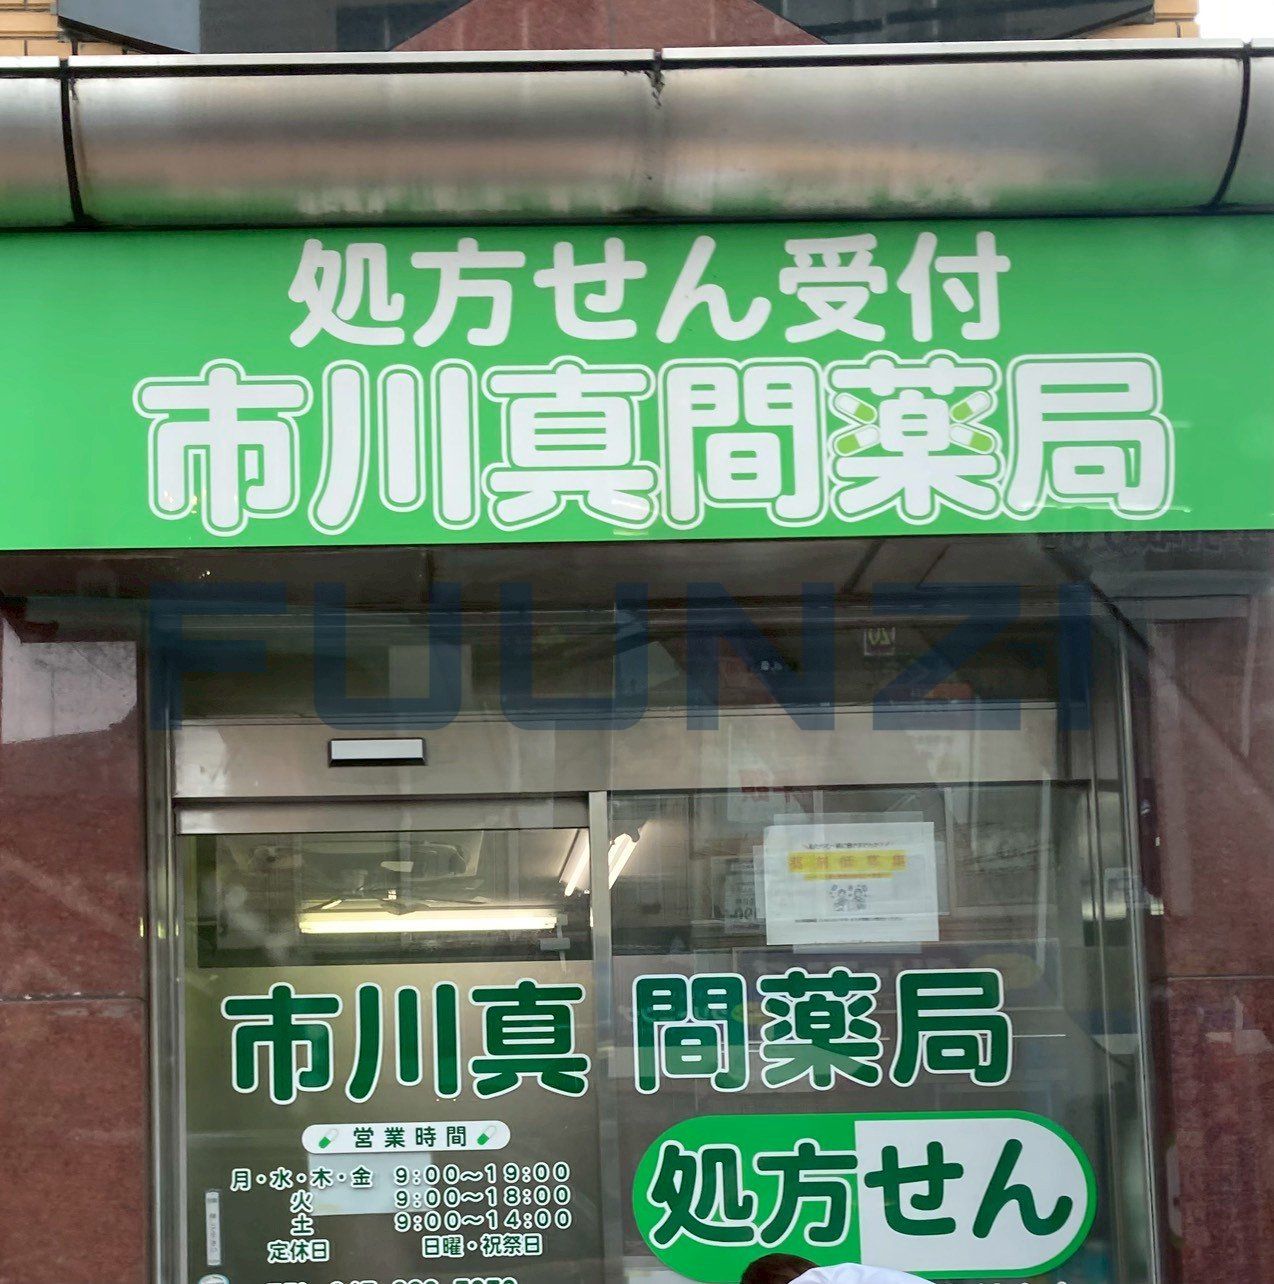 処方せん受付
市川真間薬局
FUUNZI
市川真間薬局
営業時間
月・水・木・金 9:00～19:00
火 9:00～18:00
土 9:00～14:00
定休日 日曜・祝祭日
処方せん